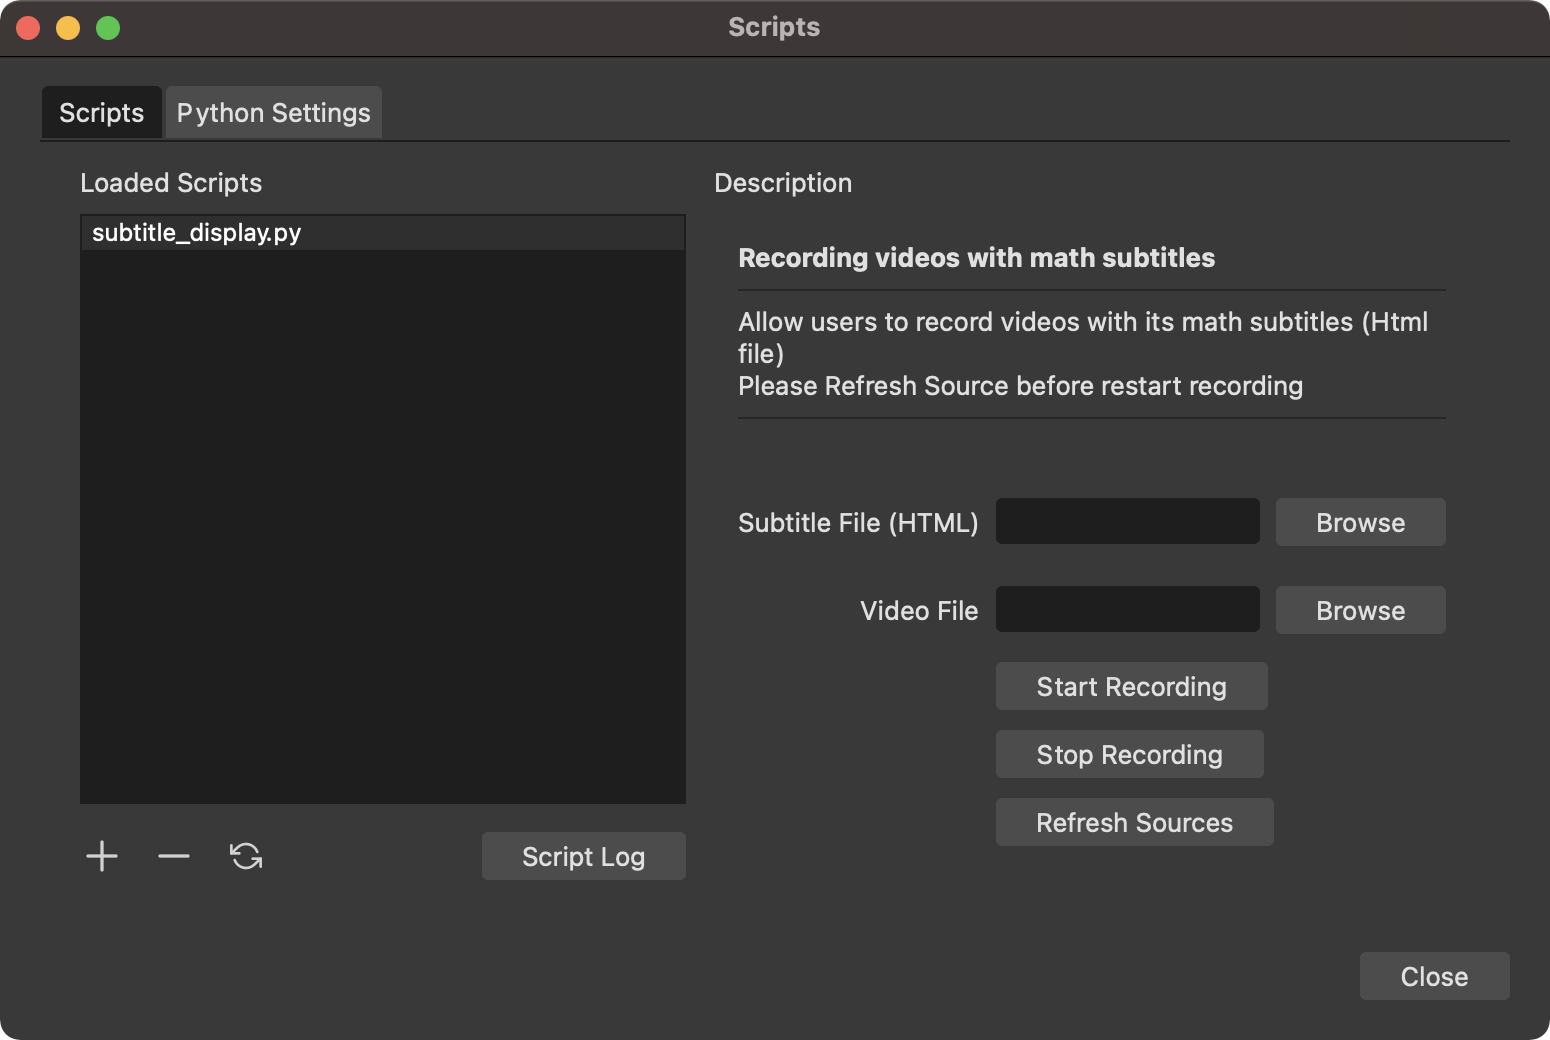 Scripts
Scripts
Python Settings
Loaded Scripts
subtitle_display.py
Script Log
Description
Recording videos with math subtitles
Allow users to record videos with its math subtitles (Html
file)
Please Refresh Source before restart recording
Subtitle File (HTML)
Browse
Video File
Browse
Start Recording
Stop Recording
Refresh Sources
Close